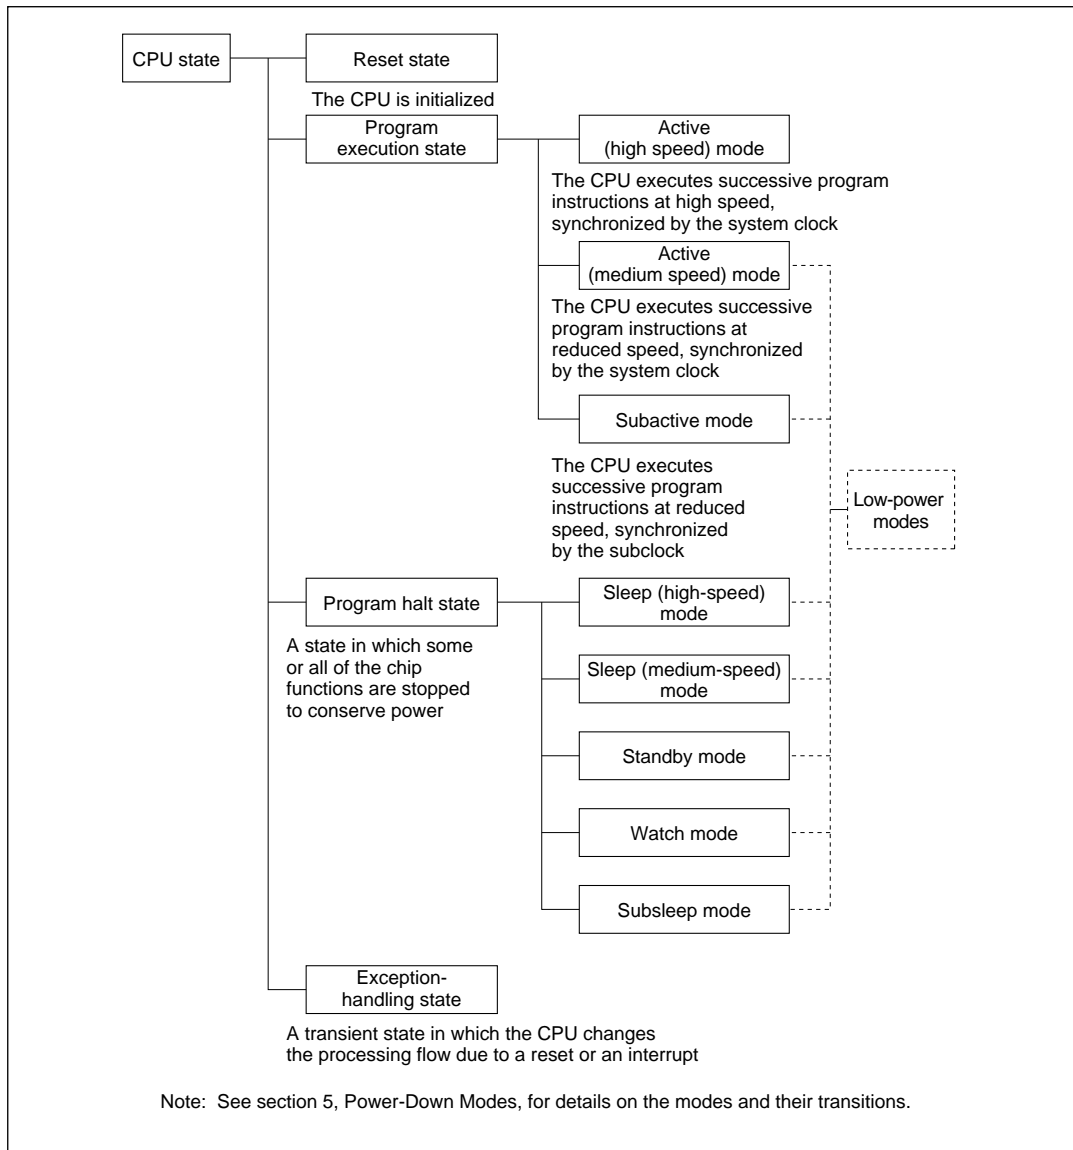 CPU state
Reset state
The CPU is initialized
Program
execution state
Active
(high speed) mode
The CPU executes successive program
instructions at high speed,
synchronized by the system clock
Active
(medium speed) mode
The CPU executes successive
program instructions at
reduced speed, synchronized
by the system clock
Subactive mode
The CPU executes
successive program
instructions at reduced
speed, synchronized
by the subclock
Low-power
modes
Program halt state
A state in which some
or all of the chip
functions are stopped
to conserve power
Sleep (high-speed)
mode
Sleep (medium-speed)
mode
Standby mode
Watch mode
Subsleep mode
Exception-
handling state
A transient state in which the CPU changes
the processing flow due to a reset or an interrupt
Note: See section 5, Power-Down Modes, for details on the modes and their transitions.